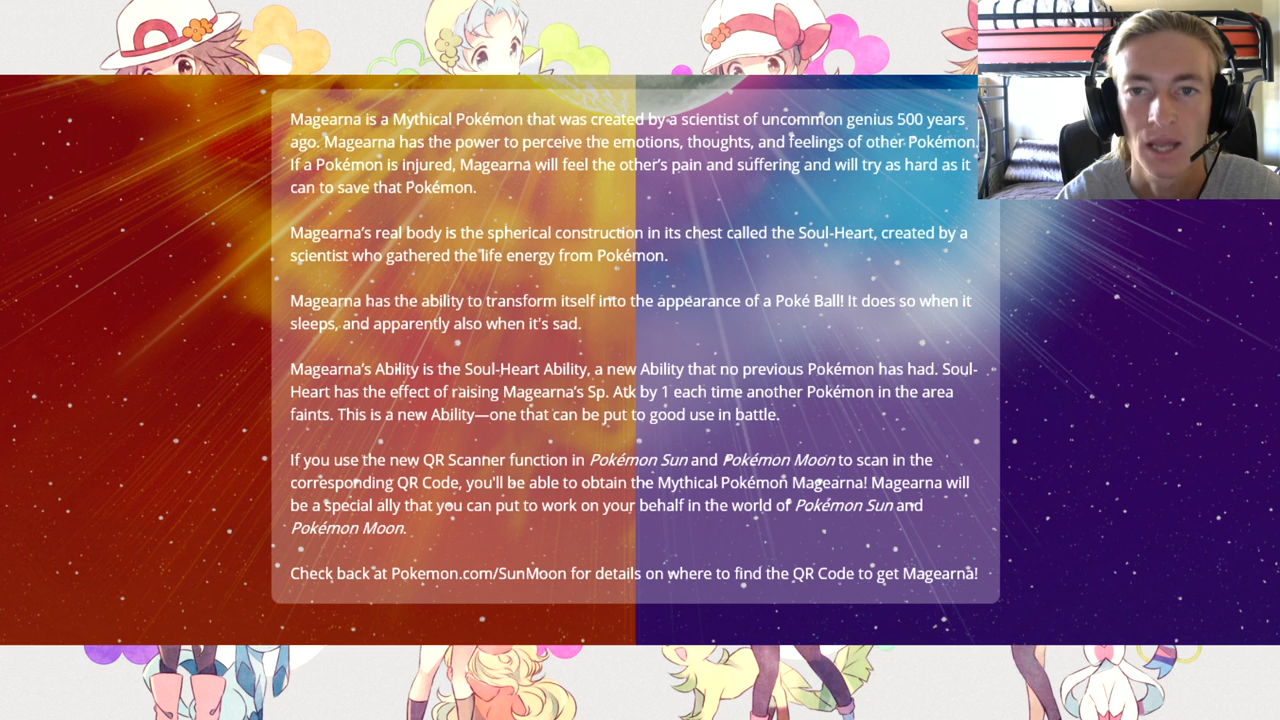 Magearna is a Mythical Pokémon that was created by a scientist of uncommon genius 500 years
ago. Magearna has the power to perceive the emotions, thoughts, and feelings of other Pokémon.
If a Pokémon is injured, Magearna will feel the other’s pain and suffering and will try as hard as it
can to save that Pokémon.
Magearna’s real body is the spherical construction in its chest called the Soul-Heart, created by a
scientist who gathered the life energy from Pokémon.
Magearna has the ability to transform itself into the appearance of a Poké Ball! It does so when it
sleeps, and apparently also when it's sad.
Magearna’s Ability is the Soul-Heart Ability, a new Ability that no previous Pokémon has had. Soul-
Heart has the effect of raising Magearna’s Sp. Atk by 1 each time another Pokémon in the area
faints. This is a new Ability—one that can be put to good use in battle.
If you use the new QR Scanner function in Pokémon Sun and Pokémon Moon to scan in the
corresponding QR Code, you'll be able to obtain the Mythical Pokémon Magearna! Magearna will
be a special ally that you can put to work on your behalf in the world of Pokémon Sun and
Pokémon Moon.
Check back at Pokemon.com/SunMoon for details on where to find the QR Code to get Magearna!